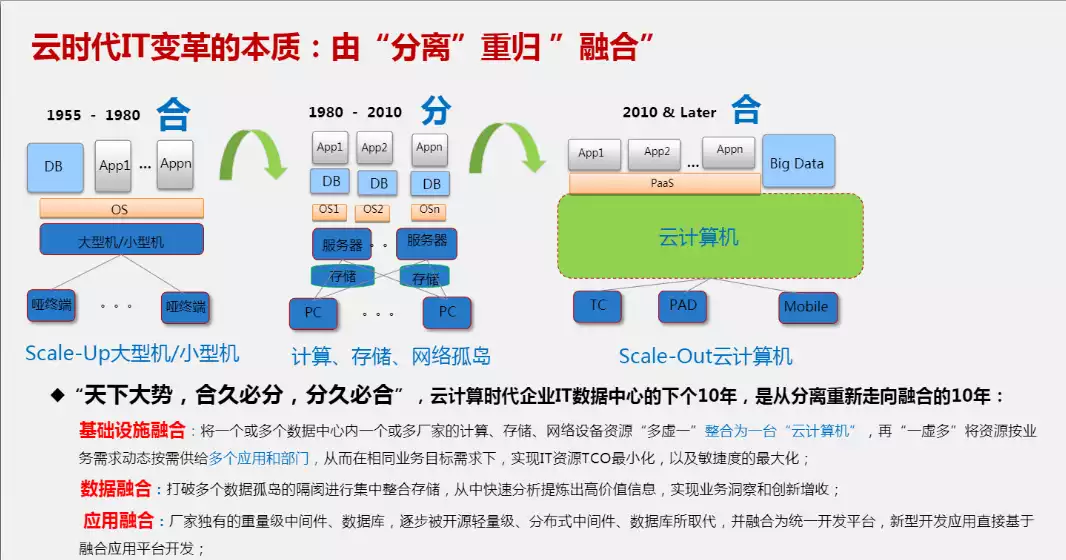 云时代IT变革的本质：由“分离”重归 ”融合”
1955 - 1980 合
1980 - 2010 分
2010 & Later 合
DB
App1
...
Appn
OS
大型机/小型机
哑终端
。。。
哑终端
Scale-Up大型机/小型机
App1
App2
Appn
DB
DB
DB
OS1
OS2
OSn
服务器
。。
服务器
存储
存储
PC
。。。
PC
计算、存储、网络孤岛
App1
App2
...
Appn
Big Data
PaaS
云计算机
TC
PAD
Mobile
Scale-Out云计算机
◆ “天下大势，合久必分，分久必合”，云计算时代企业IT数据中心的下个10年，是从分离重新走向融合的10年：
基础设施融合：将一个或多个数据中心内一个或多厂家的计算、存储、网络设备资源“多虚一”整合为一台“云计算机”，再“一虚多”将资源按业
务需求动态按需供给多个应用和部门，从而在相同业务目标需求下，实现IT资源TCO最小化，以及敏捷度的最大化；
数据融合：打破多个数据孤岛的隔阂进行集中整合存储，从中快速分析提炼出高价值信息，实现业务洞察和创新增收；
应用融合：厂家独有的重量级中间件、数据库，逐步被开源轻量级、分布式中间件、数据库所取代，并融合为统一开发平台，新型开发应用直接基于
融合应用平台开发；